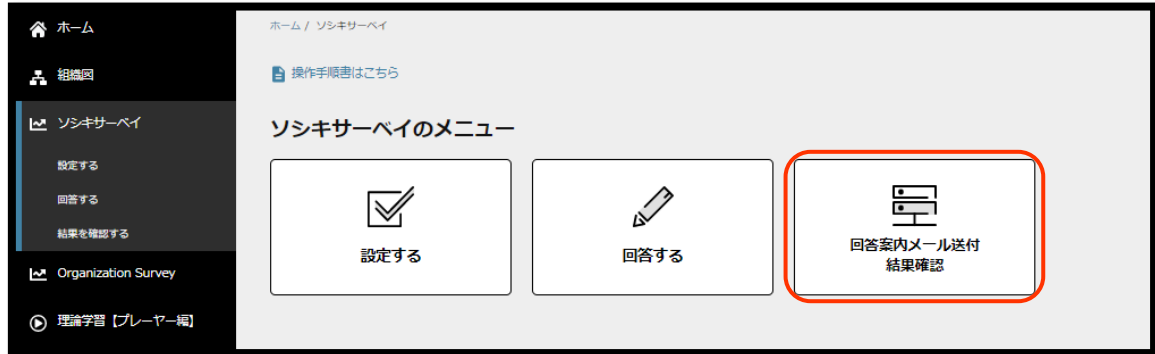 ホーム
組織図
ソシキサーベイ
設定する
回答する
結果を確認する
Organization Survey
理論学習【プレーヤー編】
ホーム / ソシキサーベイ
操作手順書はこちら
ソシキサーベイのメニュー
設定する
回答する
回答案内メール送付
結果確認